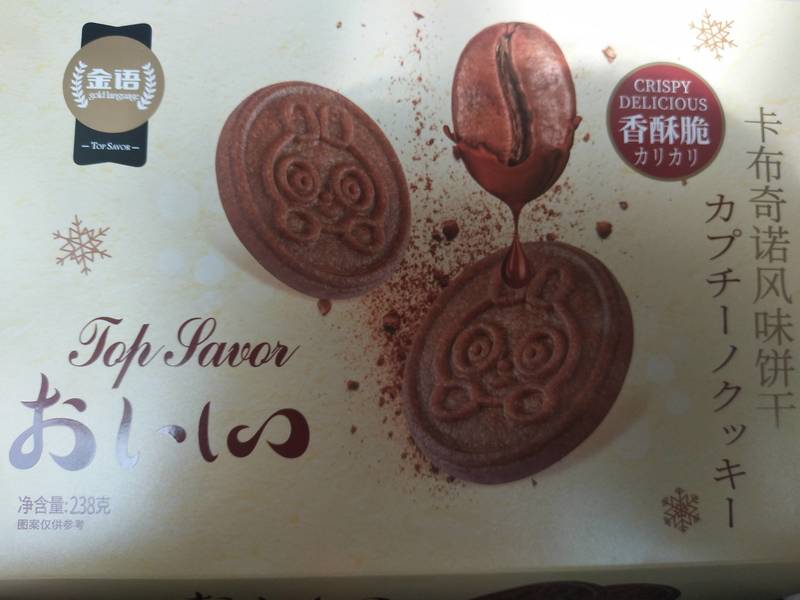 金语
gold language
TOP SAVOR
CRISPY
DELICIOUS
香酥脆
カリカリ
卡布奇诺风味饼干
カプチーノクッキー
Top Savor
おいしい
净含量:238克
图案仅供参考